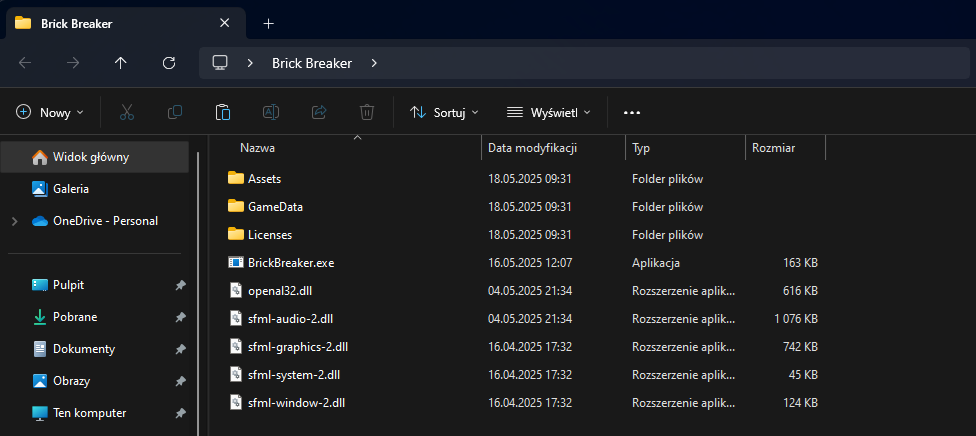 Brick Breaker
Brick Breaker
Nowy Sortuj Wyświetl
Widok główny
Galeria
OneDrive - Personal
Pulpit
Pobrane
Dokumenty
Obrazy
Ten komputer
Nazwa Data modyfikacji Typ Rozmiar
Assets 18.05.2025 09:31 Folder plików
GameData 18.05.2025 09:31 Folder plików
Licenses 18.05.2025 09:31 Folder plików
BrickBreaker.exe 16.05.2025 12:07 Aplikacja 163 KB
openal32.dll 04.05.2025 21:34 Rozszerzenie aplik... 616 KB
sfml-audio-2.dll 04.05.2025 21:34 Rozszerzenie aplik... 1 076 KB
sfml-graphics-2.dll 16.04.2025 17:32 Rozszerzenie aplik... 742 KB
sfml-system-2.dll 16.04.2025 17:32 Rozszerzenie aplik... 45 KB
sfml-window-2.dll 16.04.2025 17:32 Rozszerzenie aplik... 124 KB